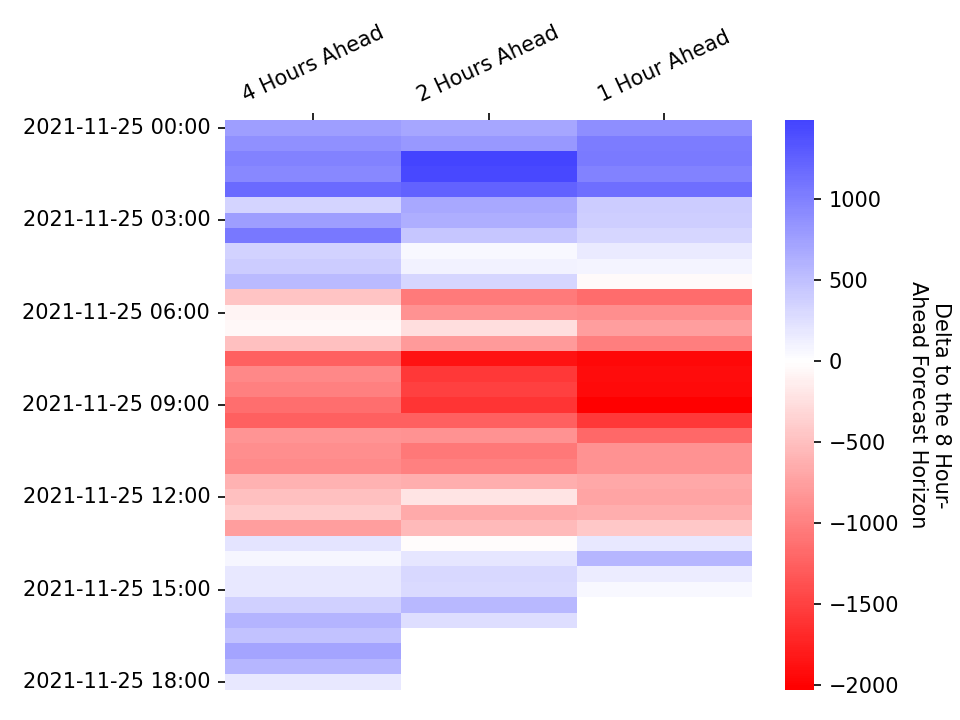 4 Hours Ahead
2 Hours Ahead
1 Hour Ahead
2021-11-25 00:00
2021-11-25 03:00
2021-11-25 06:00
2021-11-25 09:00
2021-11-25 12:00
2021-11-25 15:00
2021-11-25 18:00
1000
500
0
−500
−1000
−1500
−2000
Delta to the 8 Hour-
Ahead Forecast Horizon